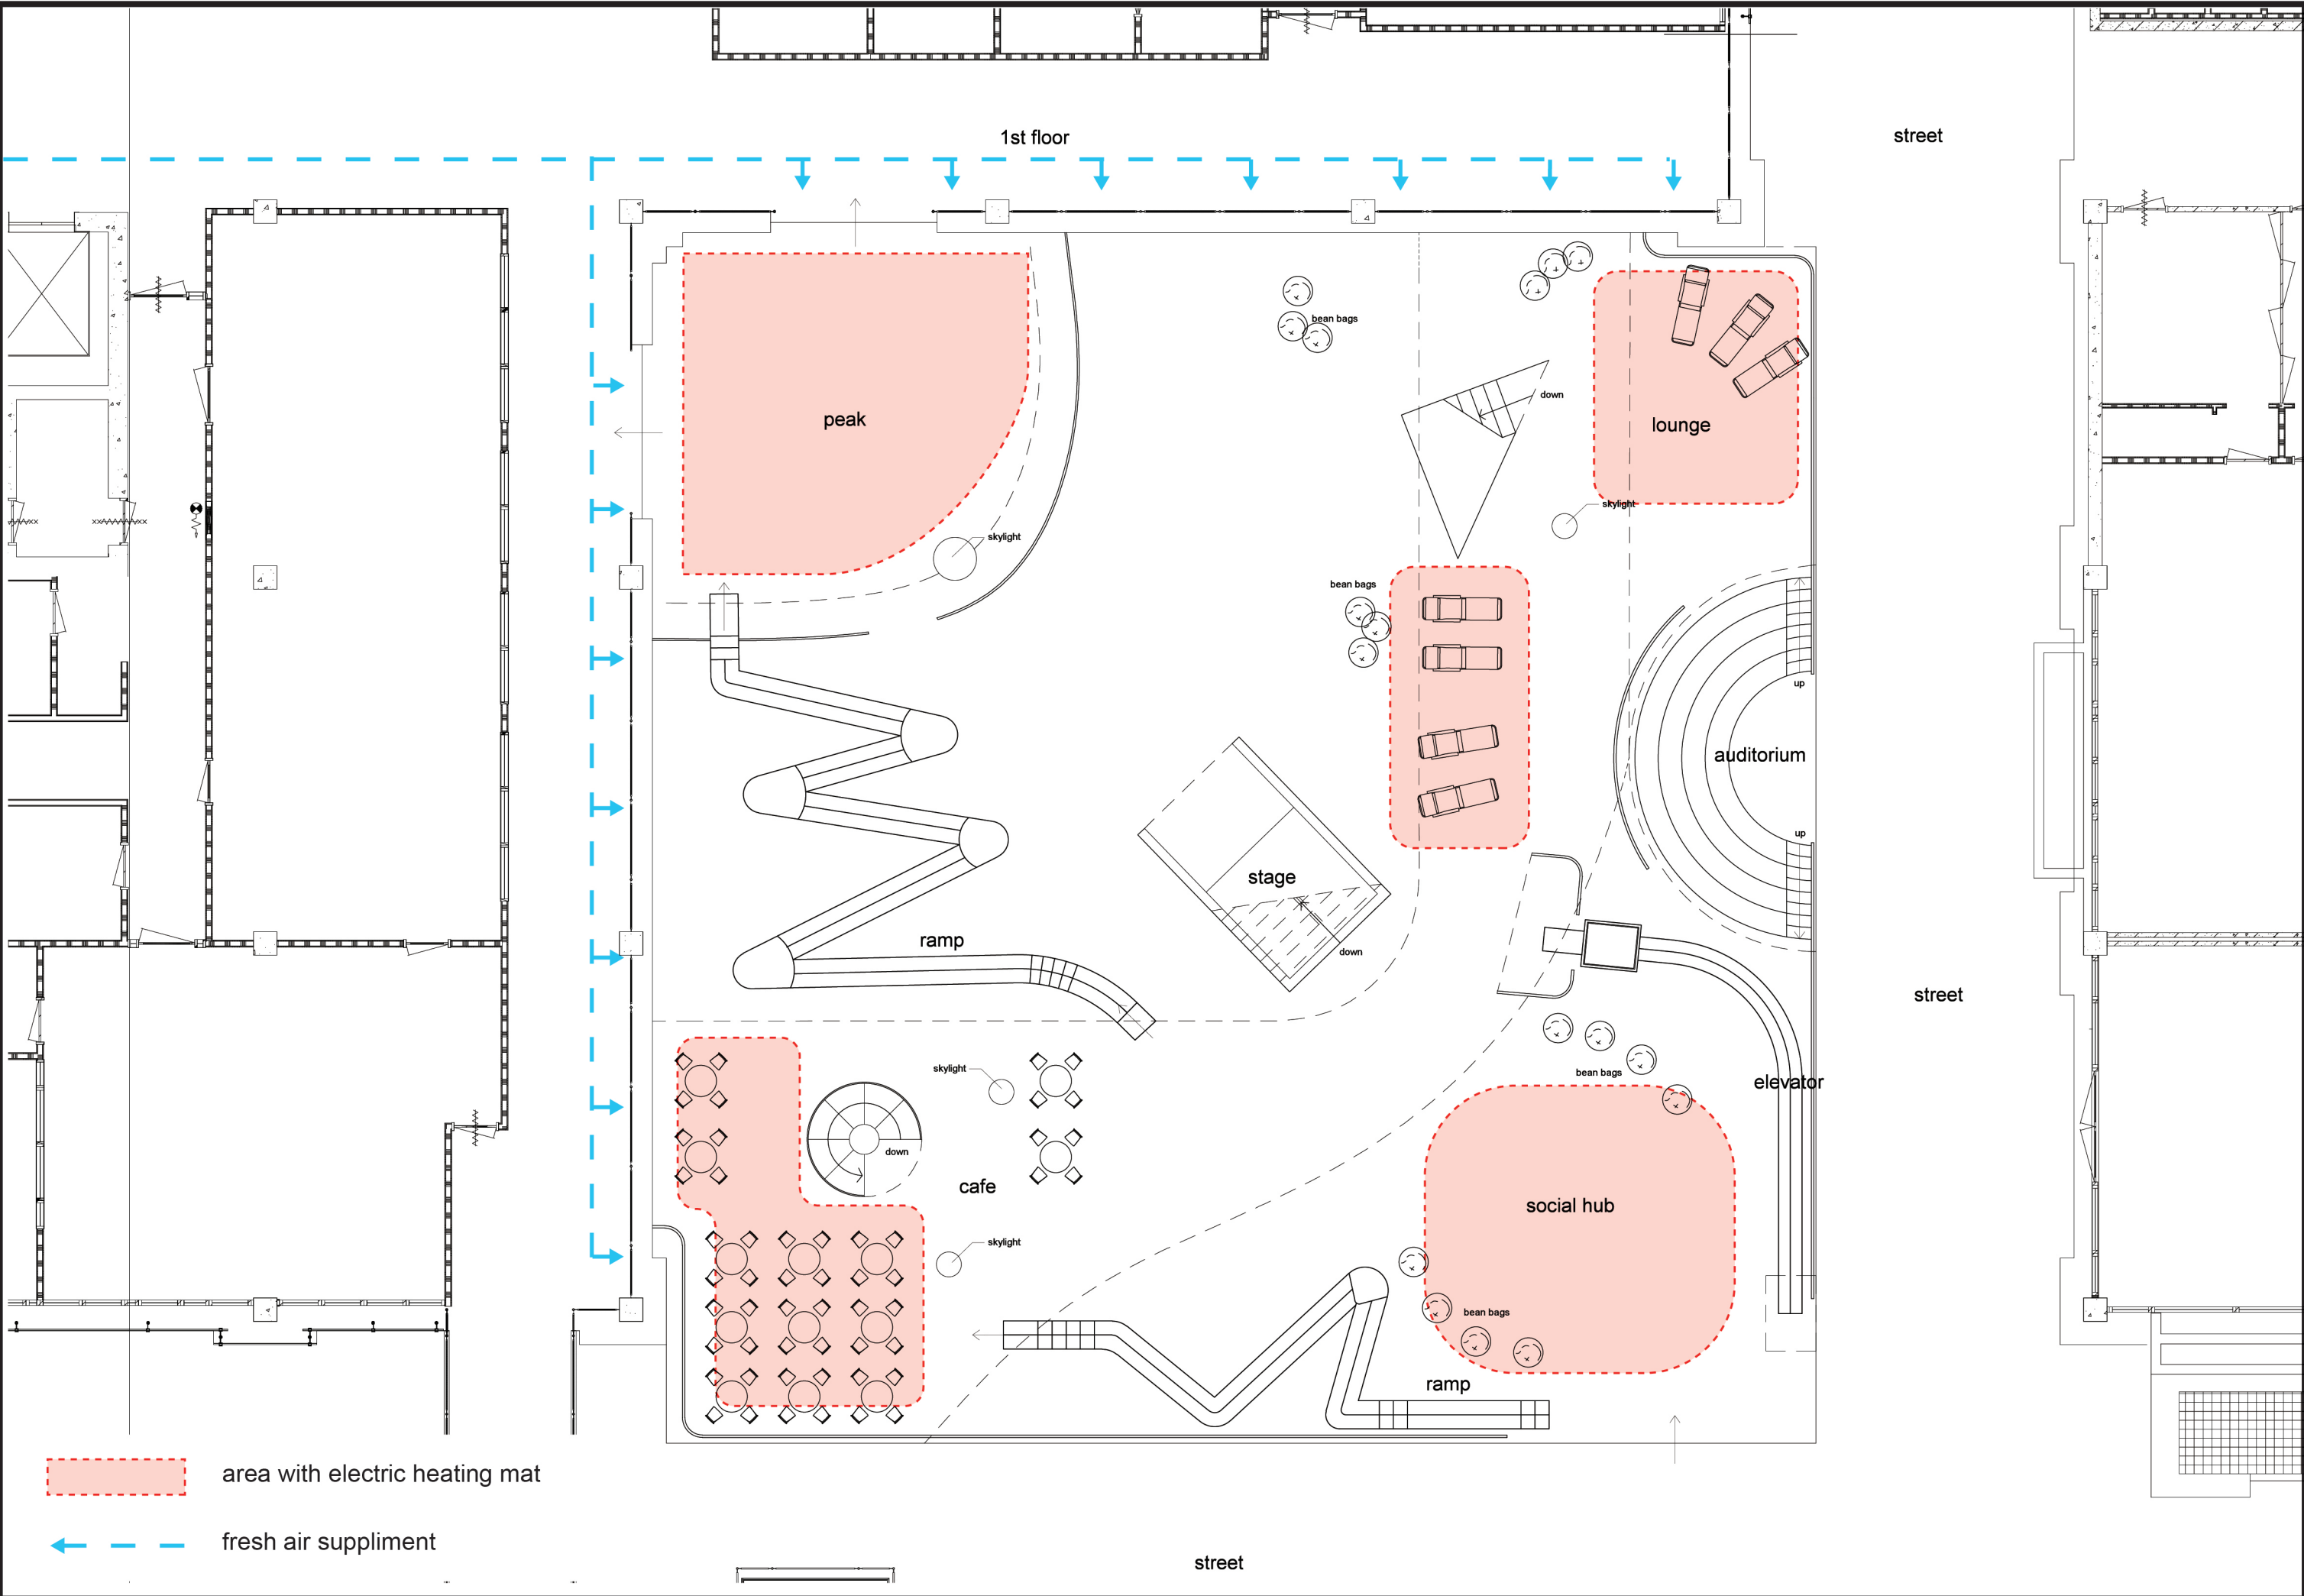 1st floor
street
bean bags
down
peak
lounge
skylight
skylight
bean bags
up
auditorium
up
stage
ramp
down
street
skylight
bean bags
elevator
down
cafe
social hub
skylight
bean bags
ramp
area with electric heating mat
fresh air suppliment
street